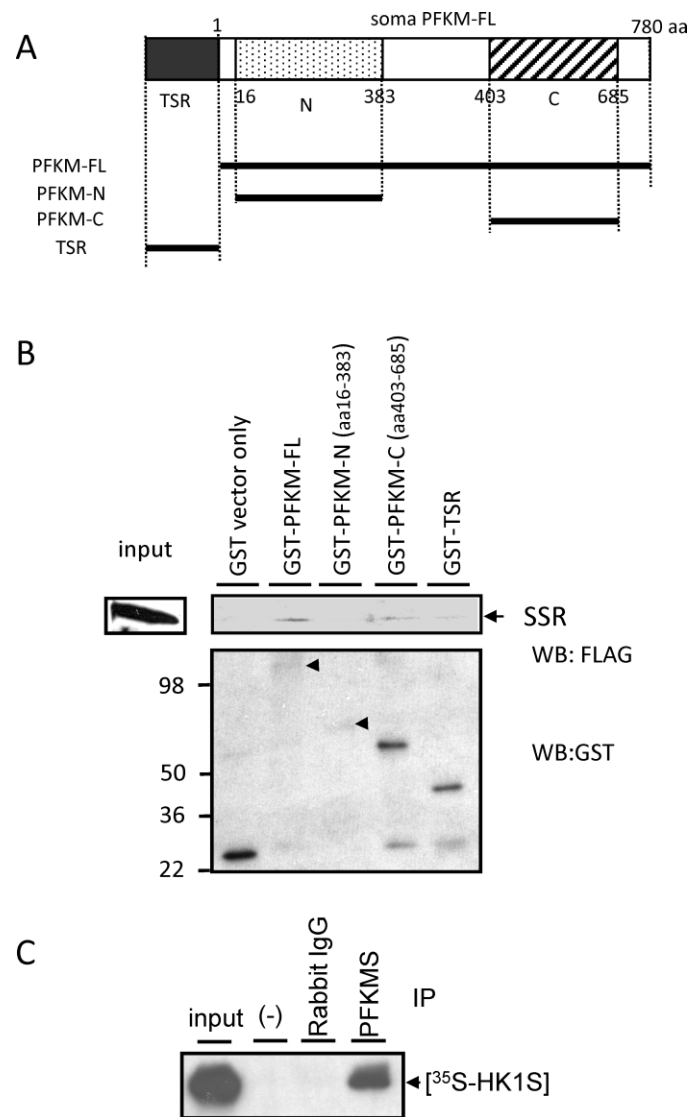 A
1
soma PFKM-FL
780 aa
TSR
16
N
383
403
C
685
PFKM-FL
PFKM-N
PFKM-C
TSR
B
input
GST vector only
GST-PFKM-FL
GST-PFKM-N (aa16-383)
GST-PFKM-C (aa403-685)
GST-TSR
SSR
WB: FLAG
98
50
36
22
WB:GST
C
input
(-)
Rabbit IgG
PFKMS
IP
[³⁵S-HK1S]